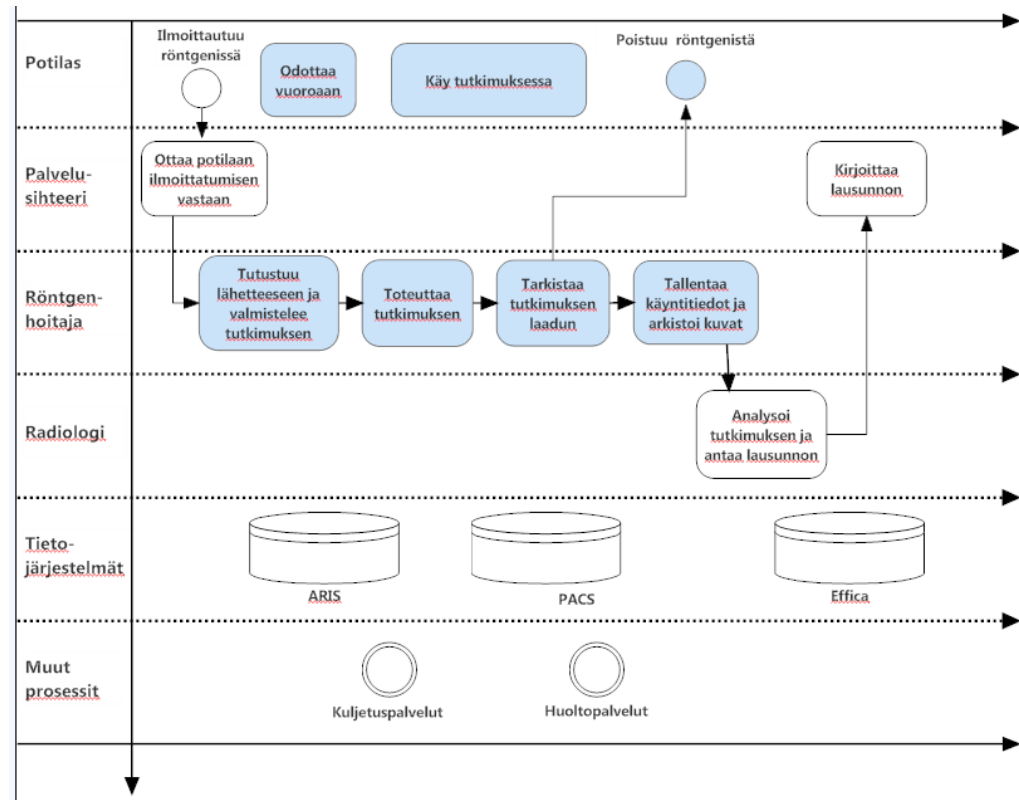 Potilas
Ilmoittautuu
röntgenissä
Odottaa
vuoroaan
Käy tutkimuksessa
Poistuu röntgenistä
Palvelu-
sihteeri
Ottaa potilaan
ilmoittatumisen
vastaan
Kirjoittaa
lausunnon
Röntgen-
hoitaja
Tutustuu
lähetteeseen ja
valmistelee
tutkimuksen
Toteuttaa
tutkimuksen
Tarkistaa
tutkimuksen
laadun
Tallentaa
käyntitiedot ja
arkistoi kuvat
Radiologi
Analysoi
tutkimuksen ja
antaa lausunnon
Tieto-
järjestelmät
ARIS
PACS
Effica
Muut
prosessit
Kuljetuspalvelut
Huoltopalvelut